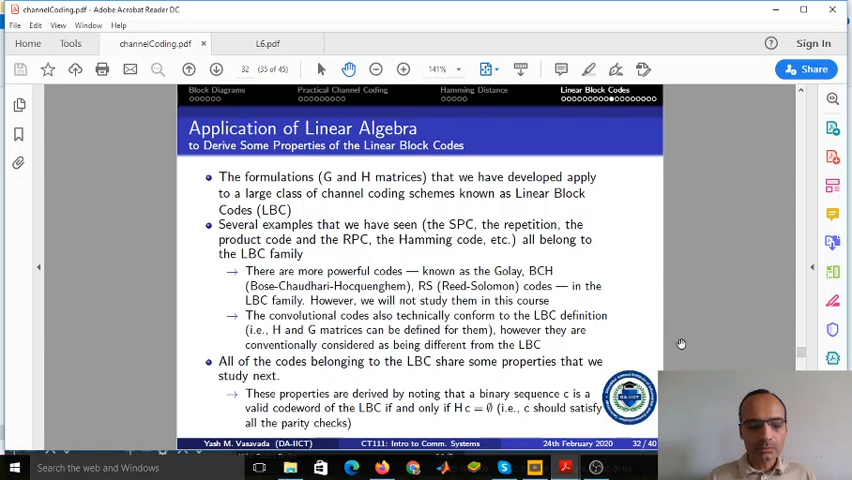 channelCoding.pdf - Adobe Acrobat Reader DC
File Edit View Window Help
Home Tools channelCoding.pdf × L6.pdf Sign In
32 (35 of 45) 141% Share
Block Diagrams Practical Channel Coding Hamming Distance Linear Block Codes
Application of Linear Algebra
to Derive Some Properties of the Linear Block Codes
The formulations (G and H matrices) that we have developed apply
to a large class of channel coding schemes known as Linear Block
Codes (LBC)
Several examples that we have seen (the SPC, the repetition, the
product code and the RPC, the Hamming code, etc.) all belong to
the LBC family
→ There are more powerful codes — known as the Golay, BCH
(Bose-Chaudhari-Hocquenghem), RS (Reed-Solomon) codes — in the
LBC family. However, we will not study them in this course
→ The convolutional codes also technically conform to the LBC definition
(i.e., H and G matrices can be defined for them), however they are
conventionally considered as being different from the LBC
All of the codes belonging to the LBC share some properties that we
study next.
→ These properties are derived by noting that a binary sequence c is a
valid codeword of the LBC if and only if H c = ∅ (i.e., c should satisfy
all the parity checks)
DA-IICT
Yash M. Vasavada (DA-IICT) CT111: Intro to Comm. Systems 24th February 2020 32 / 40
Search the web and Windows